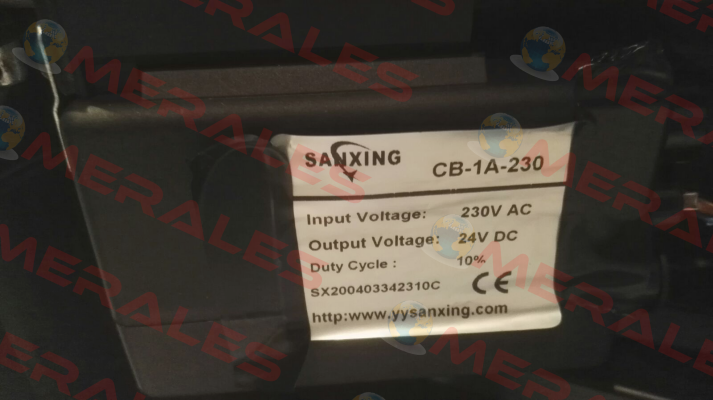 SANXING CB-1A-230
Input Voltage: 230V AC
Output Voltage: 24V DC
Duty Cycle : 10%
SX200403342310C CE
http:www.yysanxing.com
MERALES
MERALES
MERALES
MERALES
MERALES